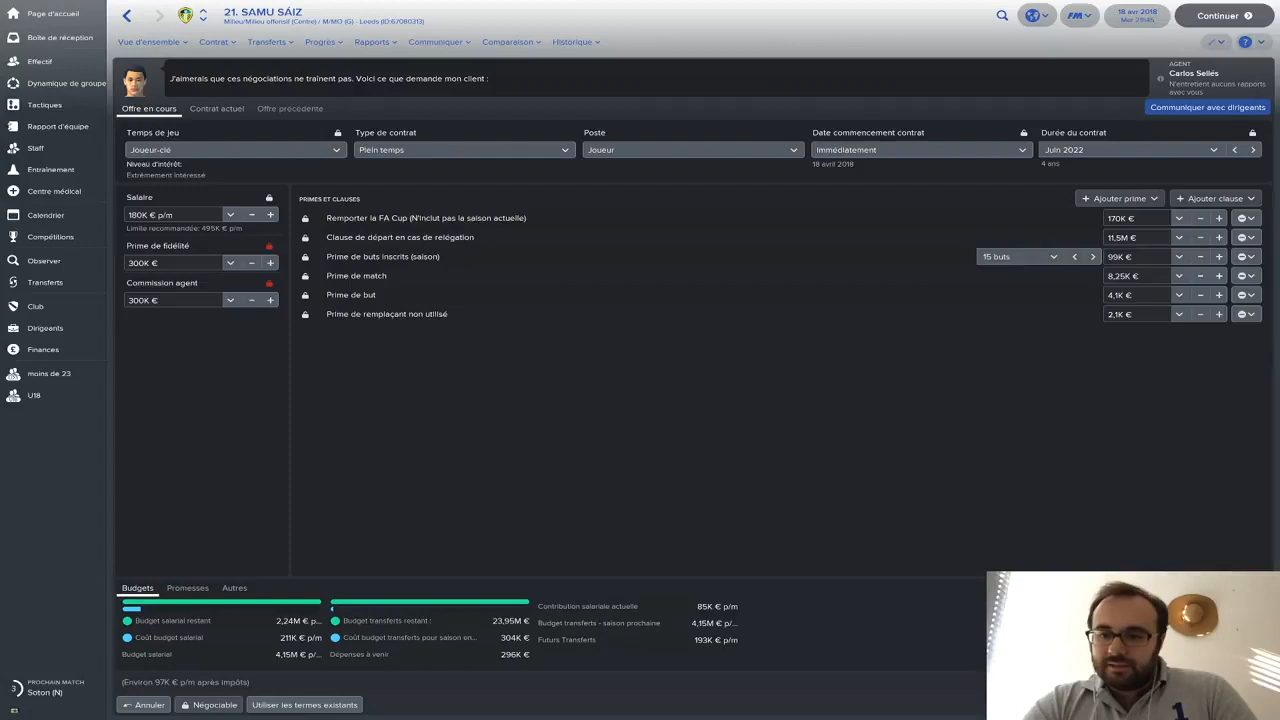 Page d'accueil
Boîte de réception
Effectif
Dynamique de groupe
Tactiques
Rapport d'équipe
Staff
Entraînement
Centre médical
Calendrier
Compétitions
Observer
Transferts
Club
Dirigeants
Finances
moins de 23
U18
PROCHAIN MATCH
3 Soton (N)
21. SAMU SÁIZ
Milieu/Milieu offensif (Centre) / M/MO (G) - Leeds (ID:67080313)
FM
18 avr 2018
Mer 21h45
Continuer
Vue d'ensemble Contrat Transferts Progrès Rapports Communiquer Comparaison Historique
J'aimerais que ces négociations ne traînent pas. Voici ce que demande mon client :
AGENT
Carlos Sellés
N'entretient aucuns rapports
avec vous
Offre en cours Contrat actuel Offre précédente
Communiquer avec dirigeants
Temps de jeu Type de contrat Poste Date commencement contrat Durée du contrat
Joueur-clé Plein temps Joueur Immédiatement Juin 2022
Niveau d'intérêt: 18 avril 2018 4 ans
Extrêmement Intéressé
Salaire
180K € p/m
Limite recommandée: 495K € p/m
Prime de fidélité
300K €
Commission agent
300K €
PRIMES ET CLAUSES
Ajouter prime Ajouter clause
Remporter la FA Cup (N'inclut pas la saison actuelle) 170K €
Clause de départ en cas de relégation 11,5M €
Prime de buts inscrits (saison) 15 buts 99K €
Prime de match 8,25K €
Prime de but 4,1K €
Prime de remplaçant non utilisé 2,1K €
Budgets Promesses Autres
Budget salarial restant 2,24M € p...
Coût budget salarial 211K € p/m
Budget salarial 4,15M € p/...
Budget transferts restant : 23,95M €
Coût budget transferts pour saison en... 304K €
Dépenses à venir 296K €
Contribution salariale actuelle 85K € p/m
Budget transferts - saison prochaine 4,15M € p/...
Futurs Transferts 193K € p/m
(Environ 97K € p/m après impôts)
Annuler Négociable Utiliser les termes existants